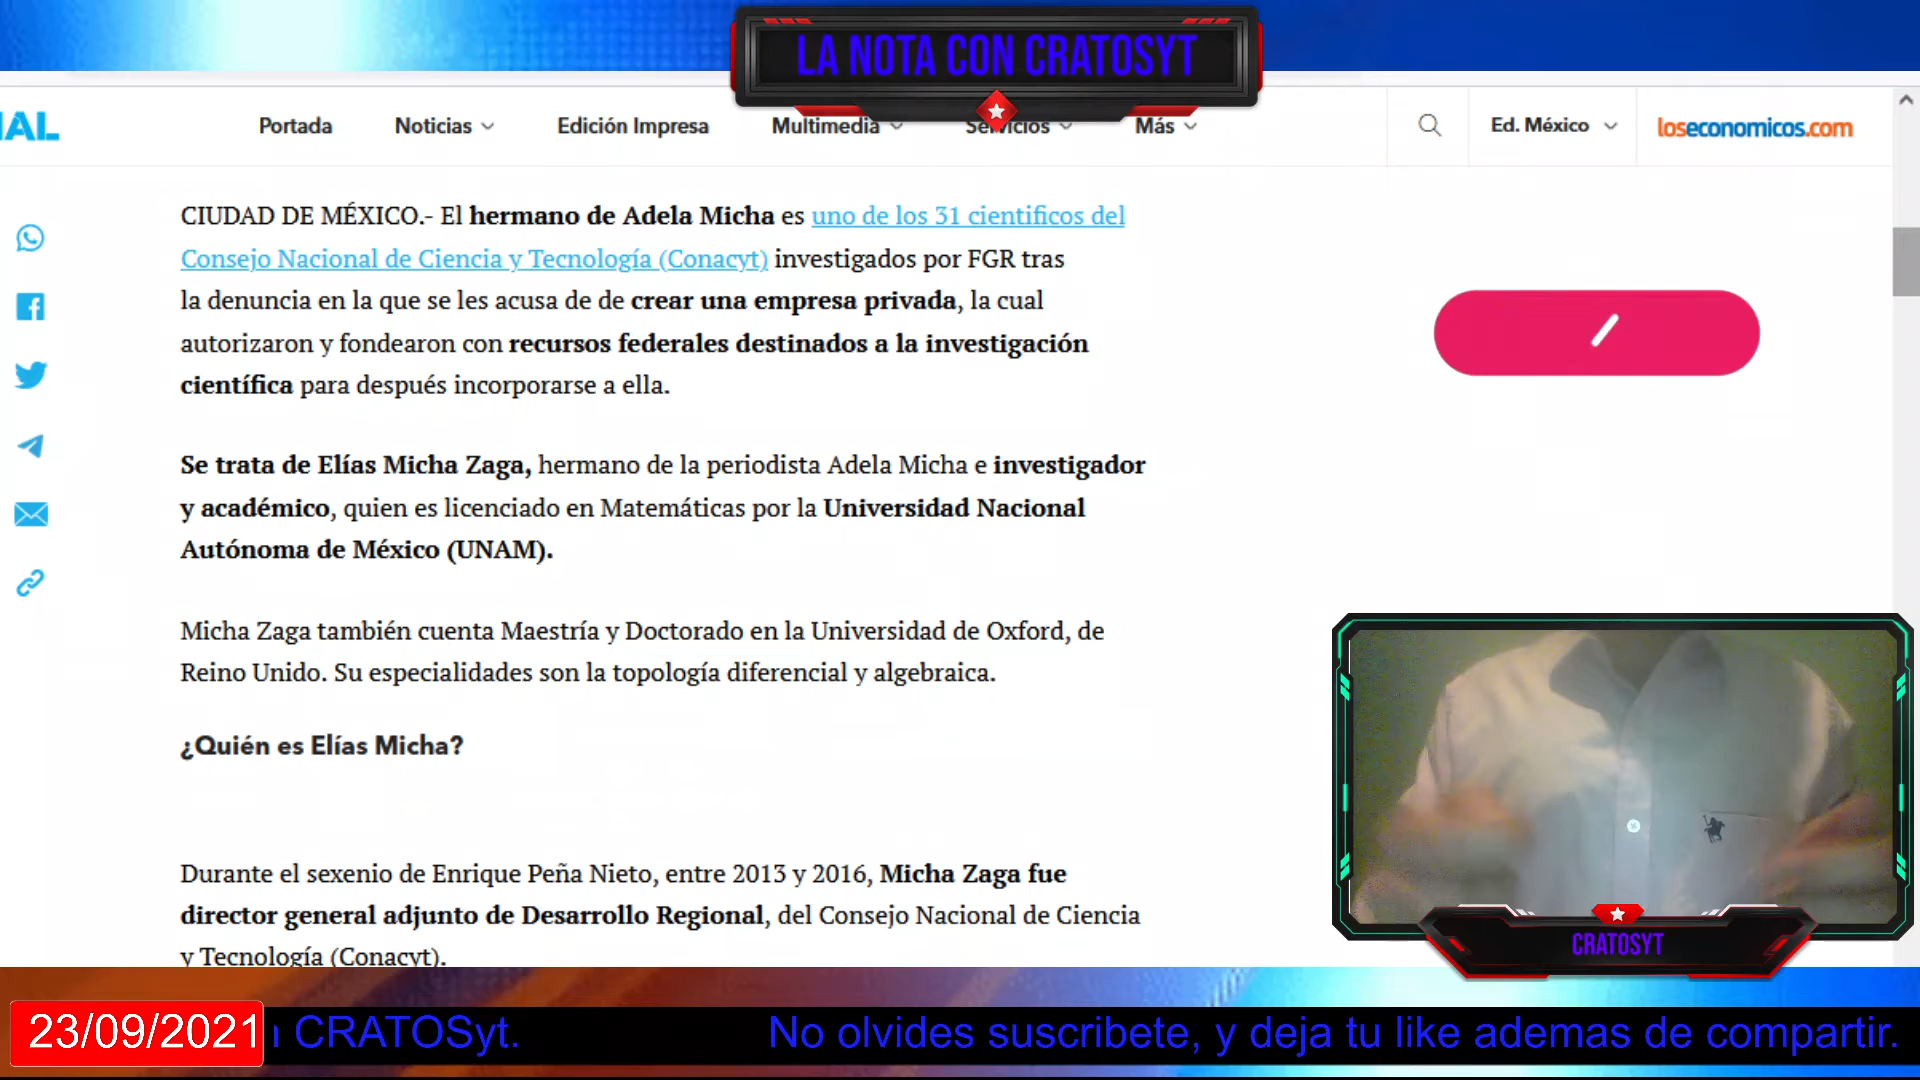 LA NOTA CON CRATOSYT
IAL
Portada
Noticias
Edición Impresa
Multimedia
Servicios
Más
Ed. México
loseconomicos.com
CIUDAD DE MÉXICO.- El hermano de Adela Micha es uno de los 31 cientificos del
Consejo Nacional de Ciencia y Tecnología (Conacyt) investigados por FGR tras
la denuncia en la que se les acusa de de crear una empresa privada, la cual
autorizaron y fondearon con recursos federales destinados a la investigación
científica para después incorporarse a ella.
Se trata de Elías Micha Zaga, hermano de la periodista Adela Micha e investigador
y académico, quien es licenciado en Matemáticas por la Universidad Nacional
Autónoma de México (UNAM).
Micha Zaga también cuenta Maestría y Doctorado en la Universidad de Oxford, de
Reino Unido. Su especialidades son la topología diferencial y algebraica.
¿Quién es Elías Micha?
Durante el sexenio de Enrique Peña Nieto, entre 2013 y 2016, Micha Zaga fue
director general adjunto de Desarrollo Regional, del Consejo Nacional de Ciencia
y Tecnología (Conacyt).
CRATOSYT
23/09/2021
CRATOSyt.
No olvides suscribete, y deja tu like ademas de compartir.